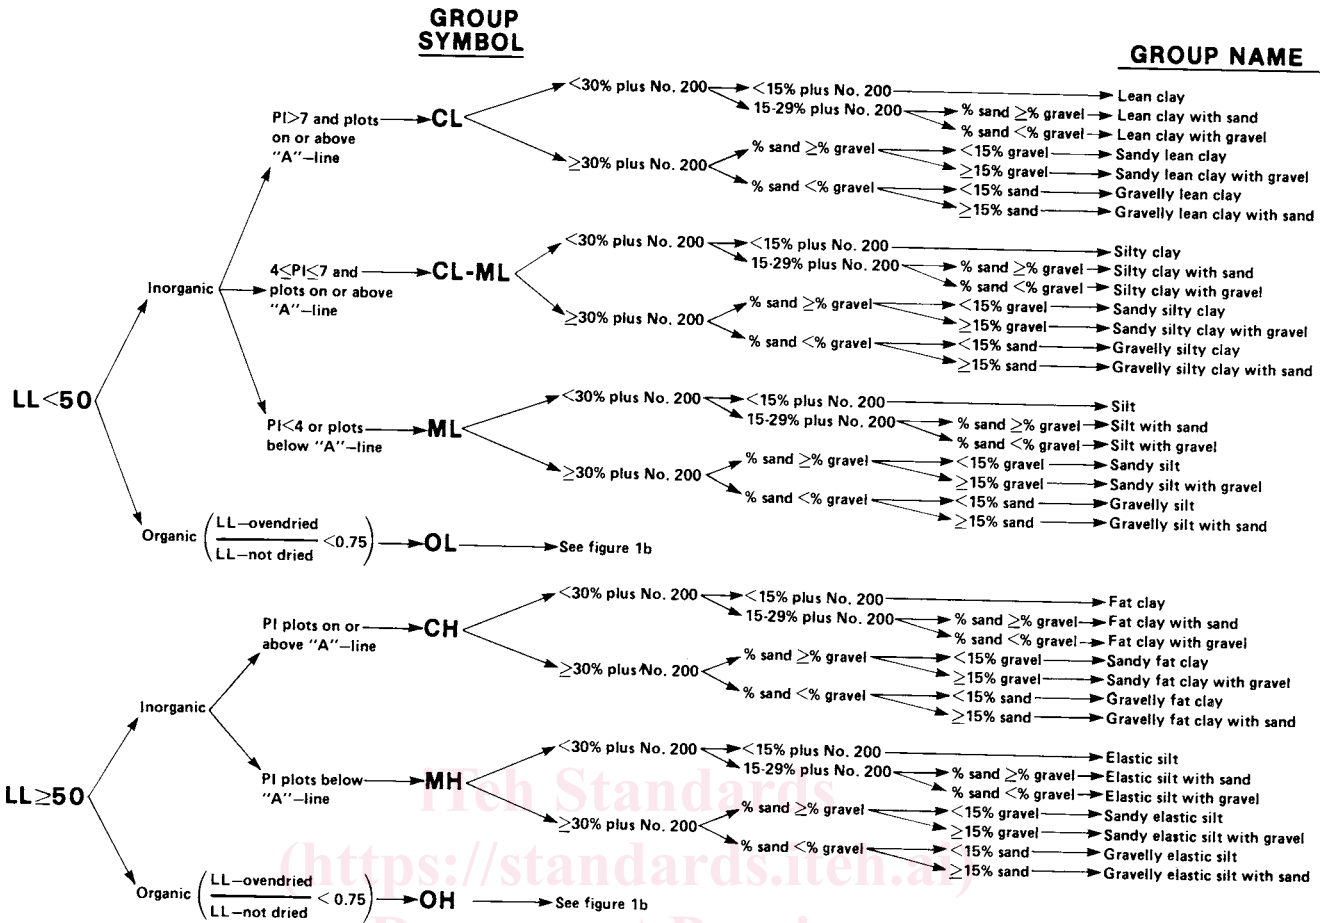 GROUP
SYMBOL
GROUP NAME
<30% plus No. 200
<15% plus No. 200
Lean clay
PI>7 and plots
on or above
"A"—line
CL
15-29% plus No. 200
% sand ≥% gravel
Lean clay with sand
% sand <% gravel
Lean clay with gravel
≥30% plus No. 200
% sand ≥% gravel
<15% gravel
Sandy lean clay
≥15% gravel
Sandy lean clay with gravel
% sand <% gravel
<15% sand
Gravelly lean clay
≥15% sand
Gravelly lean clay with sand
LL<50
Inorganic
4≤PI≤7 and
plots on or above
"A"—line
CL-ML
<30% plus No. 200
<15% plus No. 200
Silty clay
15-29% plus No. 200
% sand ≥% gravel
Silty clay with sand
% sand <% gravel
Silty clay with gravel
≥30% plus No. 200
% sand ≥% gravel
<15% gravel
Sandy silty clay
≥15% gravel
Sandy silty clay with gravel
% sand <% gravel
<15% sand
Gravelly silty clay
≥15% sand
Gravelly silty clay with sand
PI<4 or plots
below "A"—line
ML
<30% plus No. 200
<15% plus No. 200
Silt
15-29% plus No. 200
% sand ≥% gravel
Silt with sand
% sand <% gravel
Silt with gravel
≥30% plus No. 200
% sand ≥% gravel
<15% gravel
Sandy silt
≥15% gravel
Sandy silt with gravel
% sand <% gravel
<15% sand
Gravelly silt
≥15% sand
Gravelly silt with sand
Organic (LL—ovendried / LL—not dried <0.75)
OL
See figure 1b
LL≥50
Inorganic
PI plots on or
above "A"—line
CH
<30% plus No. 200
<15% plus No. 200
Fat clay
15-29% plus No. 200
% sand ≥% gravel
Fat clay with sand
% sand <% gravel
Fat clay with gravel
≥30% plus No. 200
% sand ≥% gravel
<15% gravel
Sandy fat clay
≥15% gravel
Sandy fat clay with gravel
% sand <% gravel
<15% sand
Gravelly fat clay
≥15% sand
Gravelly fat clay with sand
PI plots below
"A"—line
MH
<30% plus No. 200
<15% plus No. 200
Elastic silt
15-29% plus No. 200
% sand ≥% gravel
Elastic silt with sand
% sand <% gravel
Elastic silt with gravel
≥30% plus No. 200
% sand ≥% gravel
<15% gravel
Sandy elastic silt
≥15% gravel
Sandy elastic silt with gravel
% sand <% gravel
<15% sand
Gravelly elastic silt
≥15% sand
Gravelly elastic silt with sand
Organic (LL—ovendried / LL—not dried < 0.75)
OH
See figure 1b
iTeh Standards
(https://standards.iteh.ai)